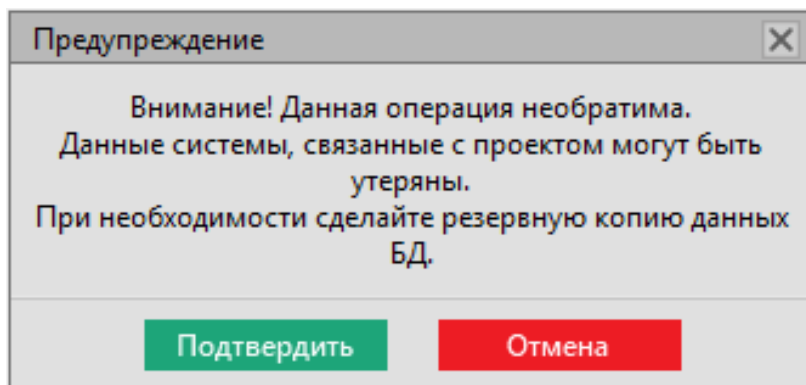 Предупреждение
Внимание! Данная операция необратима.
Данные системы, связанные с проектом могут быть
утеряны.
При необходимости сделайте резервную копию данных
БД.
Подтвердить
Отмена